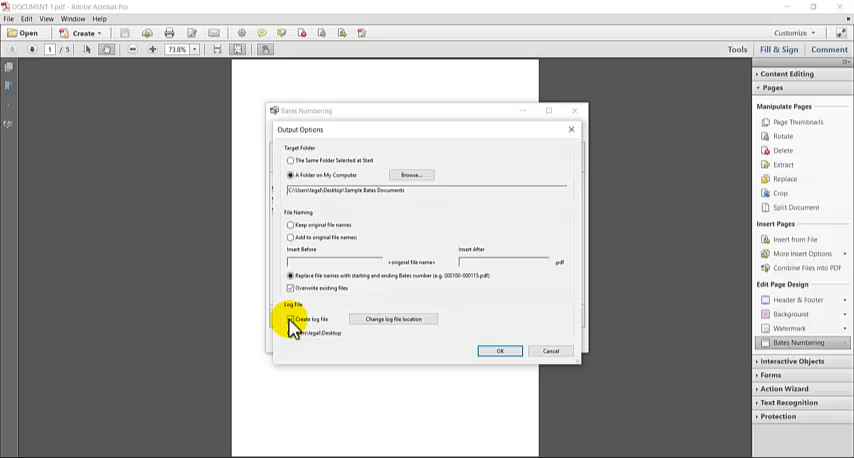 DOCUMENT 1.pdf - Adobe Acrobat Pro
File Edit View Window Help
Open Create Customize
1 / 5 73.8% Tools Fill & Sign Comment
Content Editing
Pages
Manipulate Pages
Page Thumbnails
Rotate
Delete
Extract
Replace
Crop
Split Document
Insert Pages
Insert from File
More Insert Options
Combine Files into PDF
Edit Page Design
Header & Footer
Background
Watermark
Bates Numbering
Interactive Objects
Forms
Action Wizard
Text Recognition
Protection
Bates Numbering
Output Options
Target Folder
The Same Folder Selected at Start
A Folder on My Computer Browse...
C:\Users\legal\Desktop\Sample Bates Documents
File Naming
Keep original file names
Add to original file names:
Insert Before Insert After
+original file name+ .pdf
Replace file names with starting and ending Bates number (e.g. 000100-000115.pdf)
Overwrite existing files
Log File
Create log file Change log file location
\legal\Desktop
OK Cancel